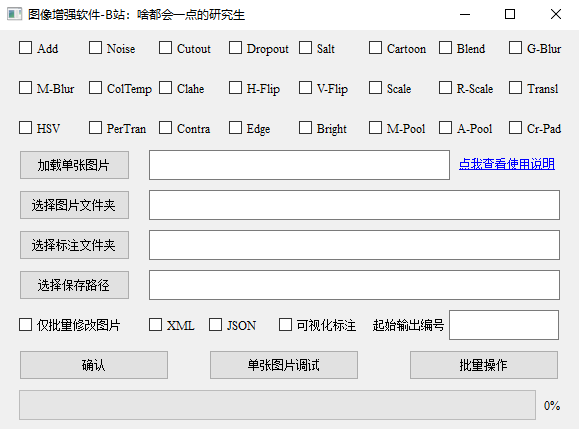 图像增强软件-B站：啥都会一点的研究生
Add Noise Cutout Dropout Salt Cartoon Blend G-Blur
M-Blur ColTemp Clahe H-Flip V-Flip Scale R-Scale Transl
HSV PerTran Contra Edge Bright M-Pool A-Pool Cr-Pad
加载单张图片 点我查看使用说明
选择图片文件夹
选择标注文件夹
选择保存路径
仅批量修改图片 XML JSON 可视化标注 起始输出编号
确认 单张图片调试 批量操作
0%